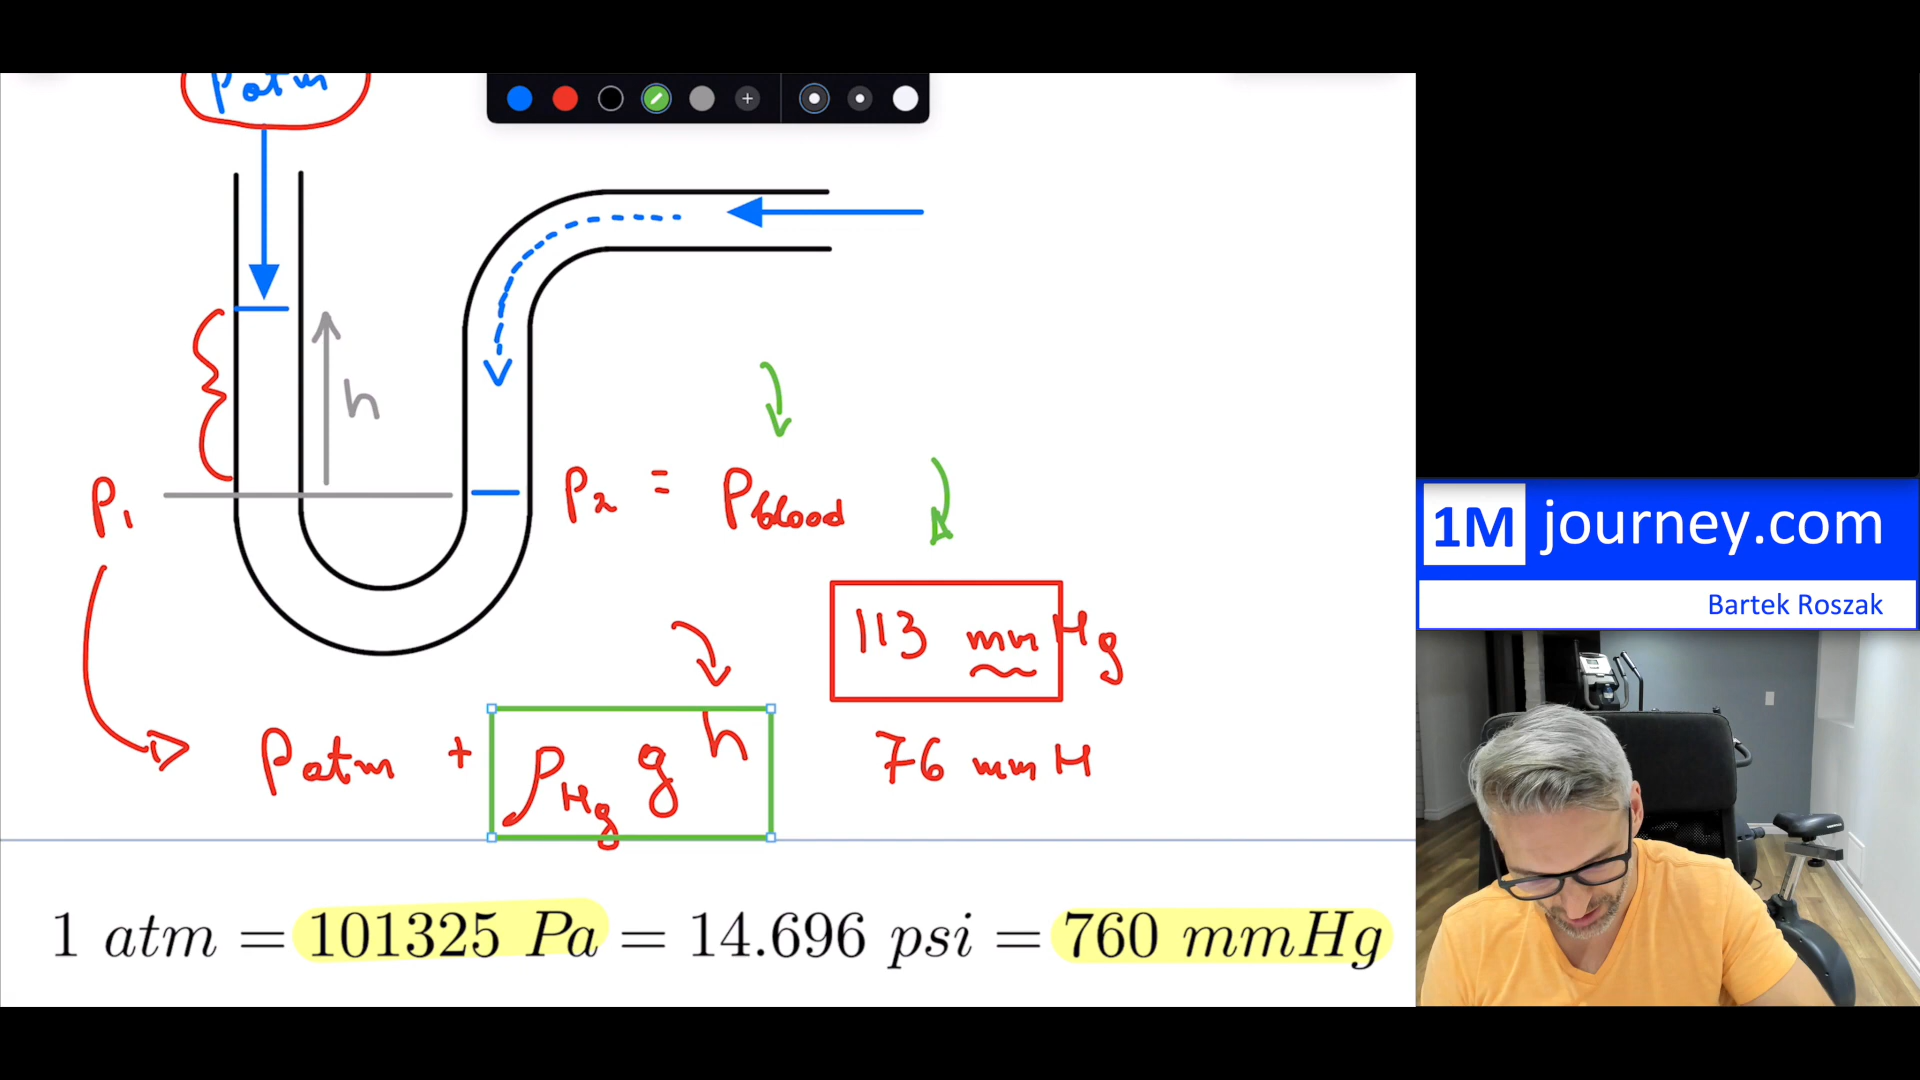 Patm
h
P1
P2 = Pblood
113 mmHg
Patm + ρHg g h
76 mm H
1 atm = 101325 Pa = 14.696 psi = 760 mmHg
1M journey.com
Bartek Roszak